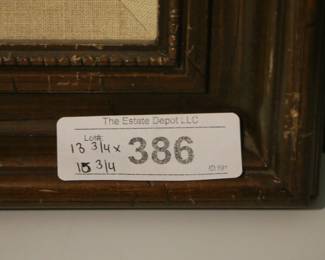 The Estate Depot LLC
Lot#:
13 3/4 x
15 3/4
386